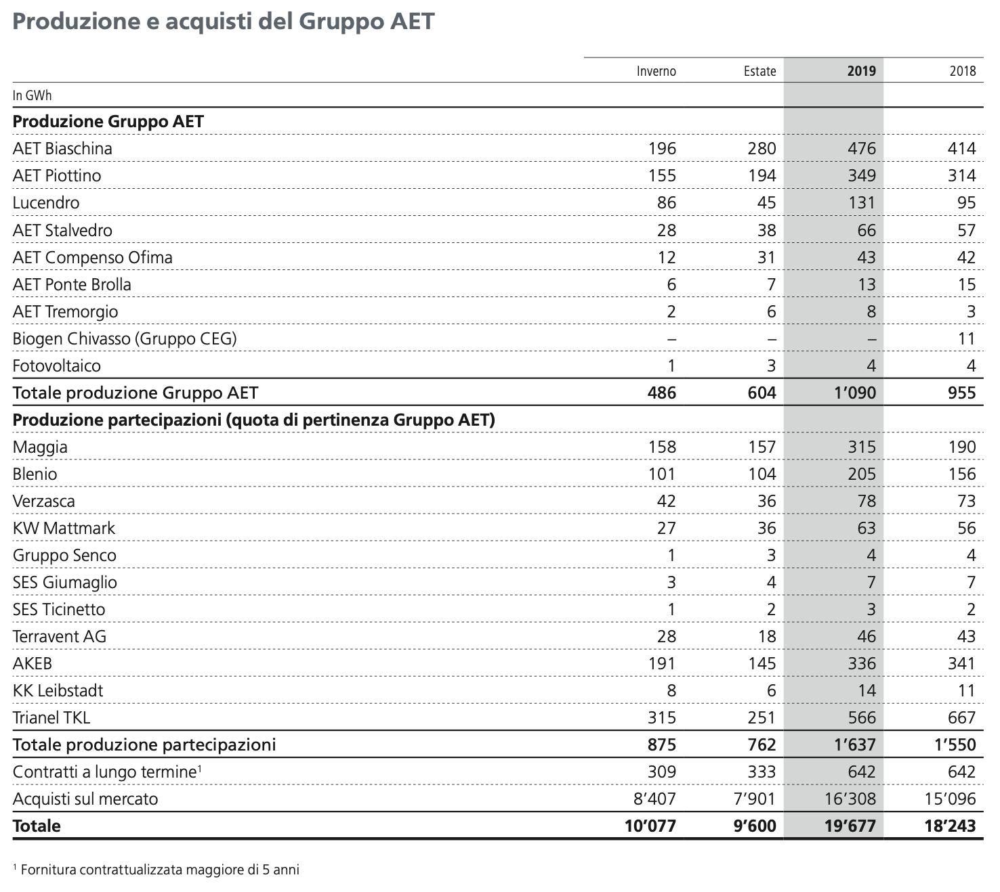 Produzione e acquisti del Gruppo AET
Inverno Estate 2019 2018
In GWh
Produzione Gruppo AET
AET Biaschina 196 280 476 414
AET Piottino 155 194 349 314
Lucendro 86 45 131 95
AET Stalvedro 28 38 66 57
AET Compenso Ofima 12 31 43 42
AET Ponte Brolla 6 7 13 15
AET Tremorgio 2 6 8 3
Biogen Chivasso (Gruppo CEG) – – – 11
Fotovoltaico 1 3 4 4
Totale produzione Gruppo AET 486 604 1’090 955
Produzione partecipazioni (quota di pertinenza Gruppo AET)
Maggia 158 157 315 190
Blenio 101 104 205 156
Verzasca 42 36 78 73
KW Mattmark 27 36 63 56
Gruppo Senco 1 3 4 4
SES Giumaglio 3 4 7 7
SES Ticinetto 1 2 3 2
Terravent AG 28 18 46 43
AKEB 191 145 336 341
KK Leibstadt 8 6 14 11
Trianel TKL 315 251 566 667
Totale produzione partecipazioni 875 762 1’637 1’550
Contratti a lungo termine¹ 309 333 642 642
Acquisti sul mercato 8’407 7’901 16’308 15’096
Totale 10’077 9’600 19’677 18’243
¹ Fornitura contrattualizzata maggiore di 5 anni